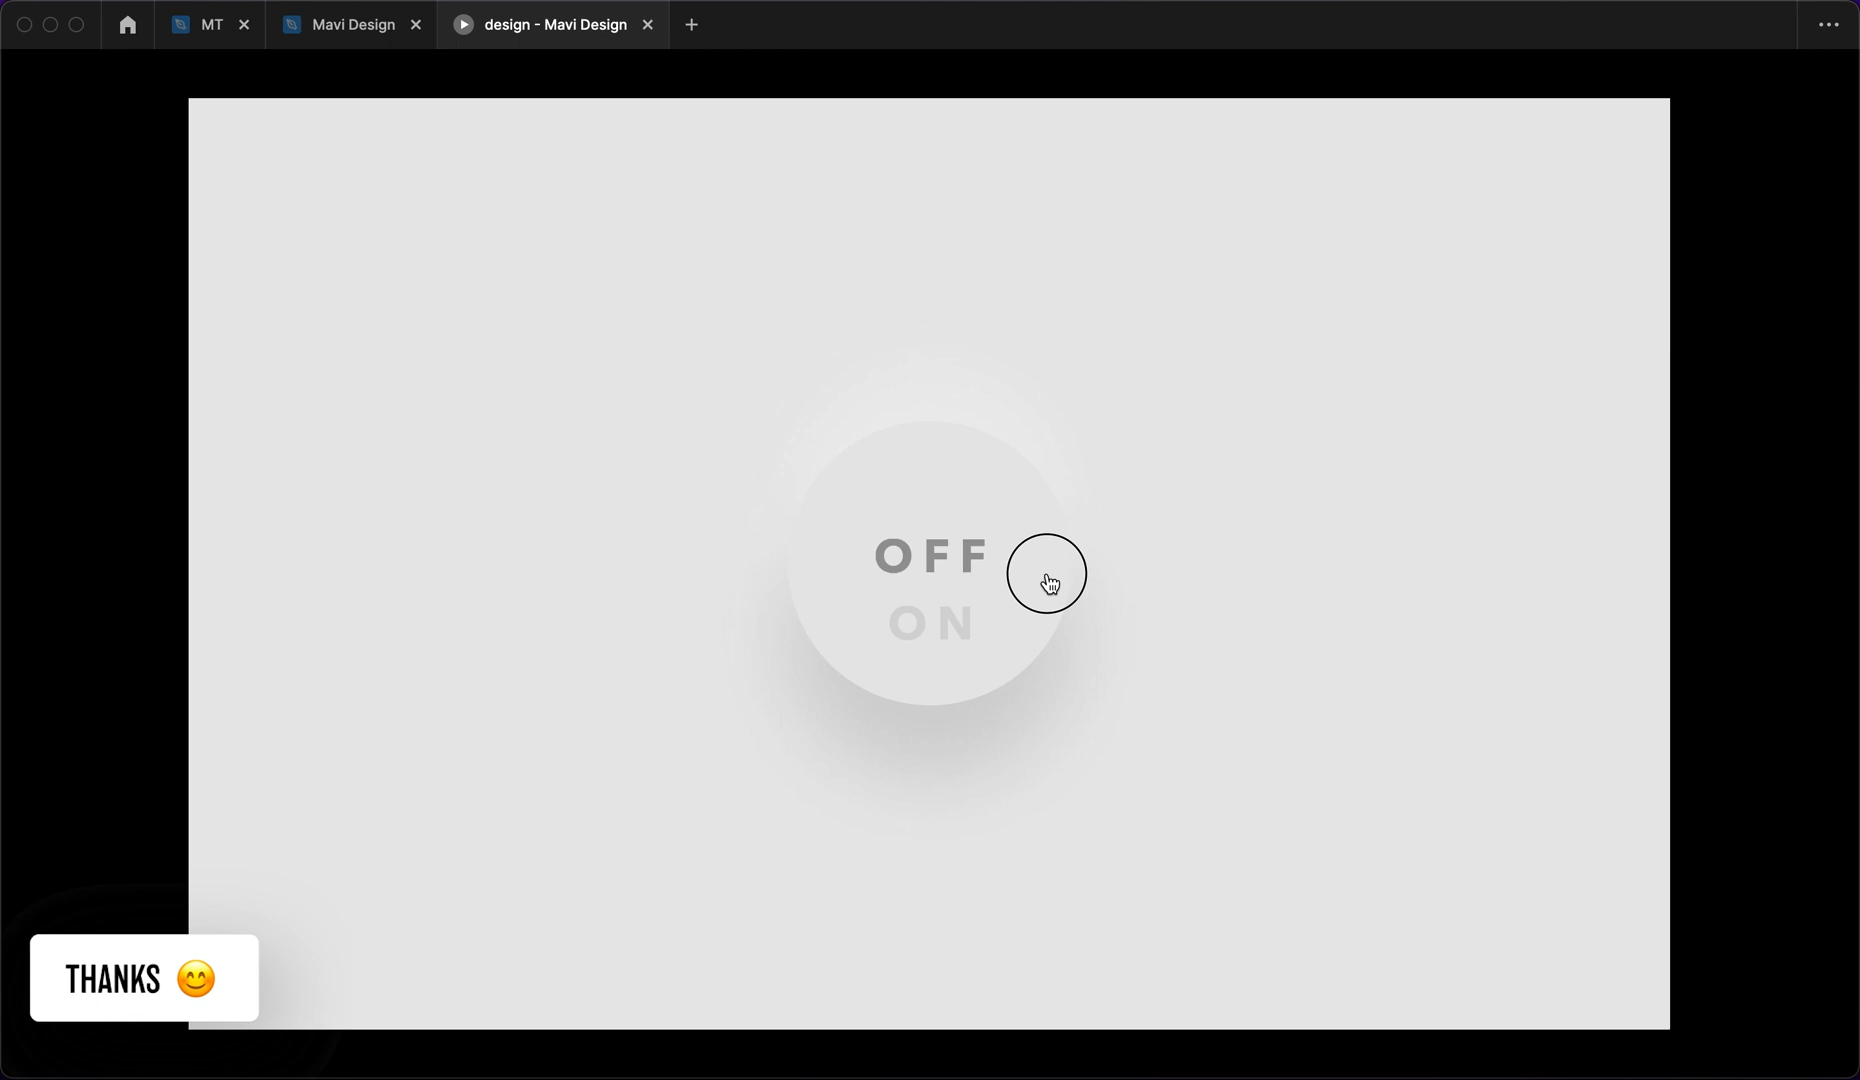 MT
Mavi Design
design - Mavi Design
OFF
ON
THANKS 😊